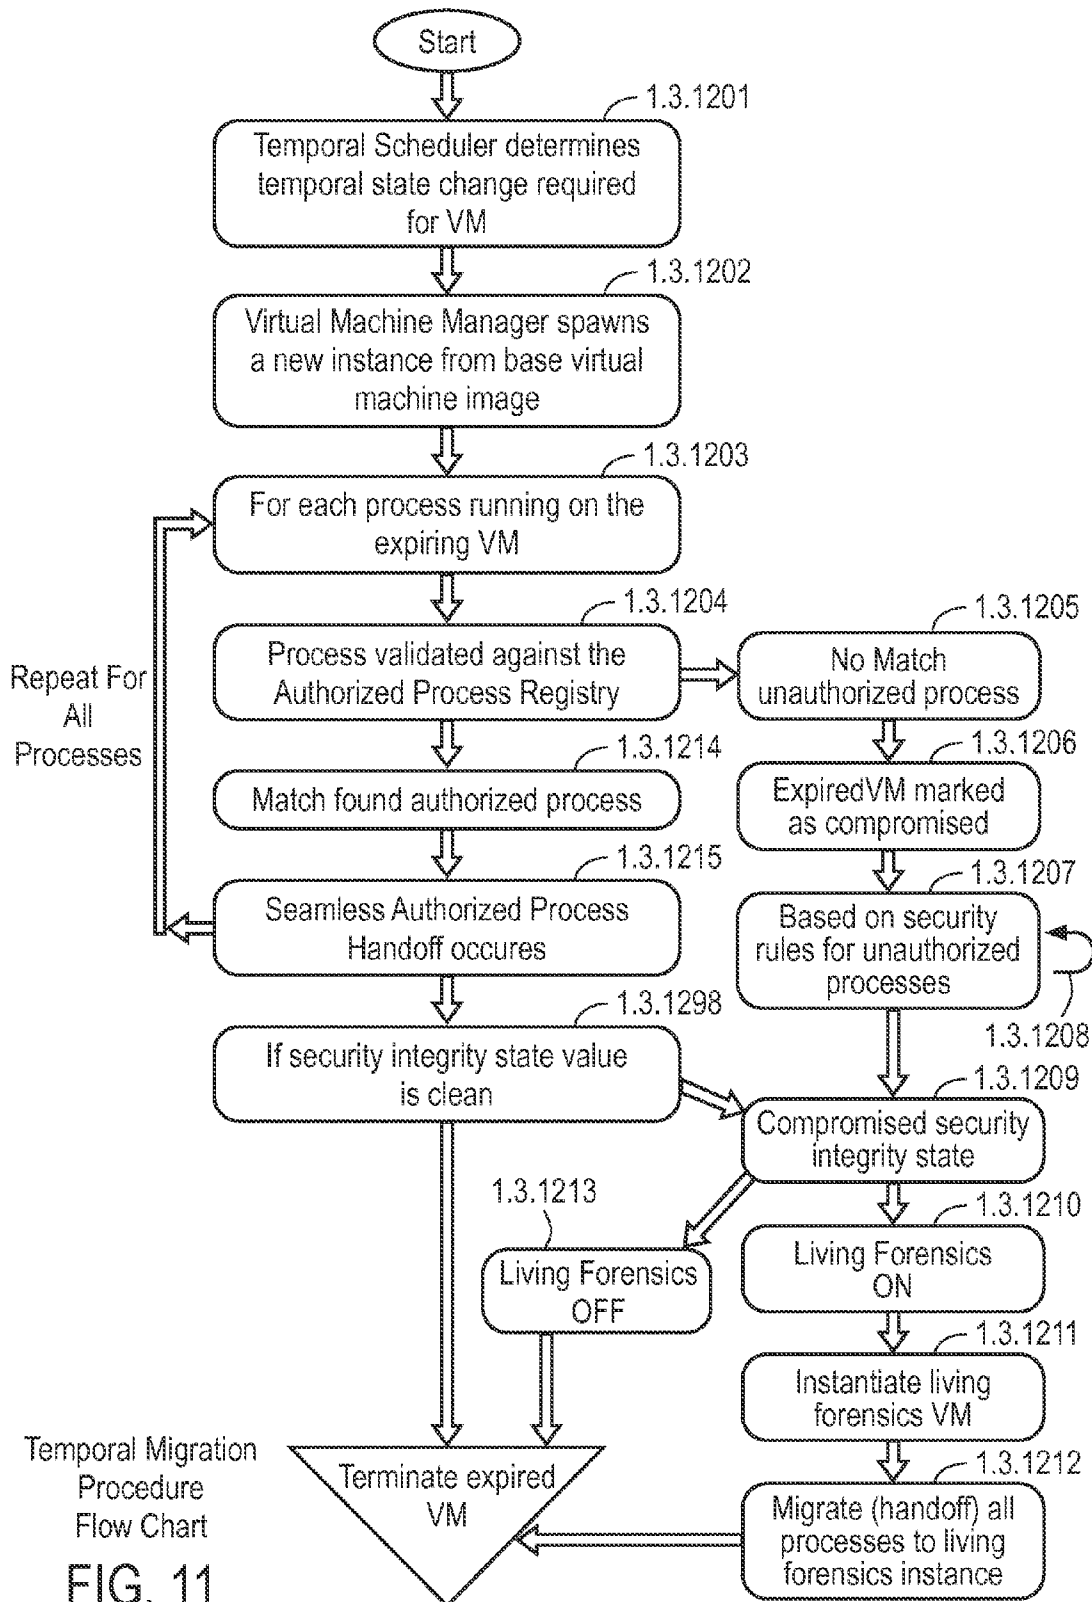 Start
1.3.1201
Temporal Scheduler determines
temporal state change required
for VM
1.3.1202
Virtual Machine Manager spawns
a new instance from base virtual
machine image
1.3.1203
For each process running on the
expiring VM
1.3.1204
Process validated against the
Authorized Process Registry
1.3.1205
No Match
unauthorized process
Repeat For
All
Processes
1.3.1214
Match found authorized process
1.3.1206
ExpiredVM marked
as compromised
1.3.1215
Seamless Authorized Process
Handoff occures
1.3.1207
Based on security
rules for unauthorized
processes
1.3.1208
1.3.1298
If security integrity state value
is clean
1.3.1209
Compromised security
integrity state
1.3.1213
Living Forensics
OFF
1.3.1210
Living Forensics
ON
1.3.1211
Instantiate living
forensics VM
1.3.1212
Migrate (handoff) all
processes to living
forensics instance
Terminate expired
VM
Temporal Migration
Procedure
Flow Chart
FIG. 11